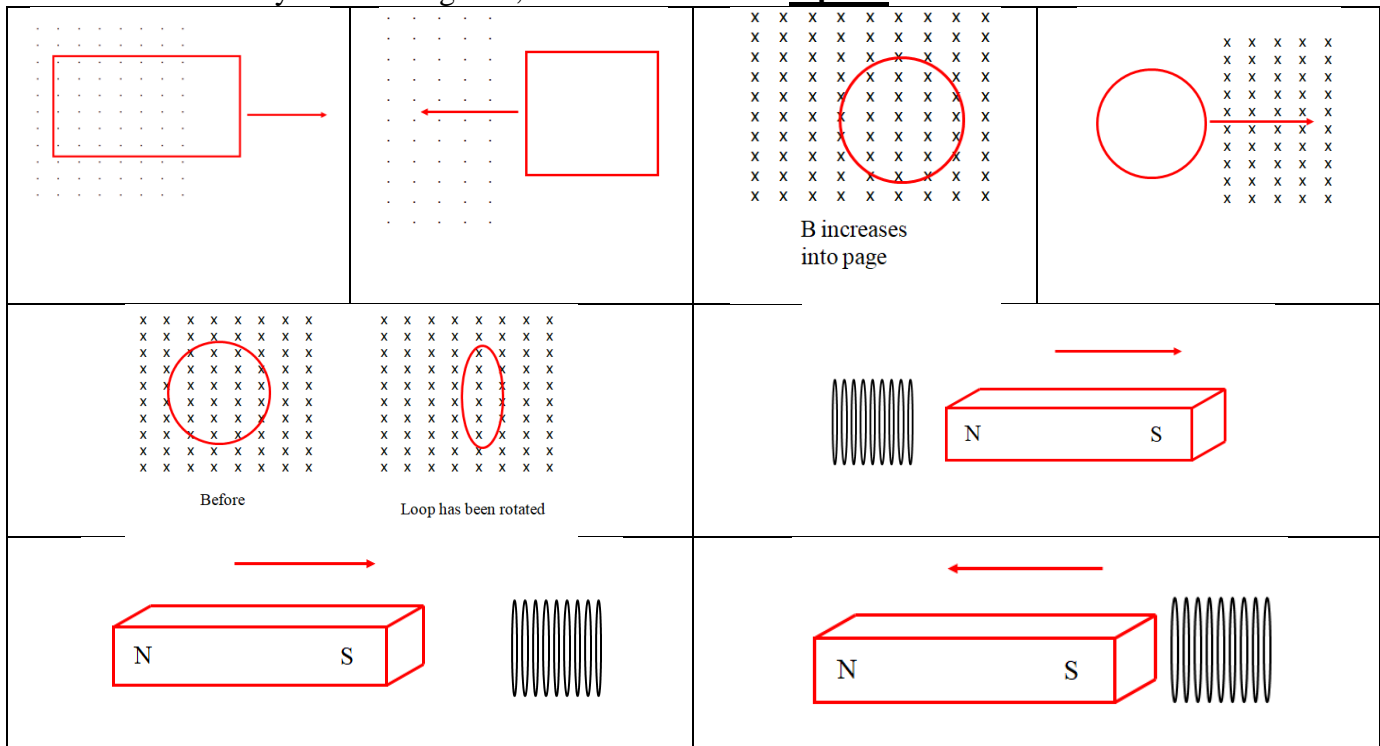 B increases
into page
Before
Loop has been rotated
N S
N S
N S